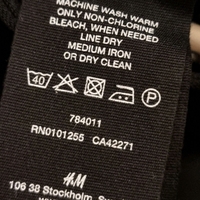 MACHINE WASH WARM
ONLY NON-CHLORINE
BLEACH, WHEN NEEDED
LINE DRY
MEDIUM IRON
OR DRY CLEAN
40 P
784011
RN0101255 CA42271
H&M
106 38 Stockholm, Swe